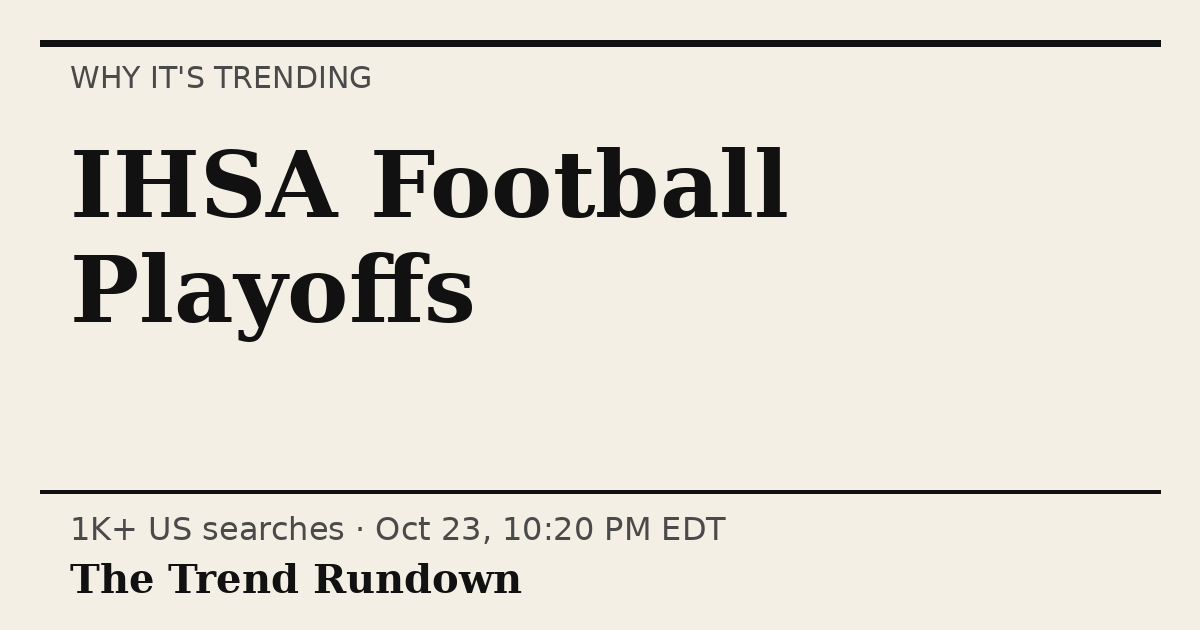 WHY IT'S TRENDING
IHSA Football
Playoffs
1K+ US searches · Oct 23, 10:20 PM EDT
The Trend Rundown